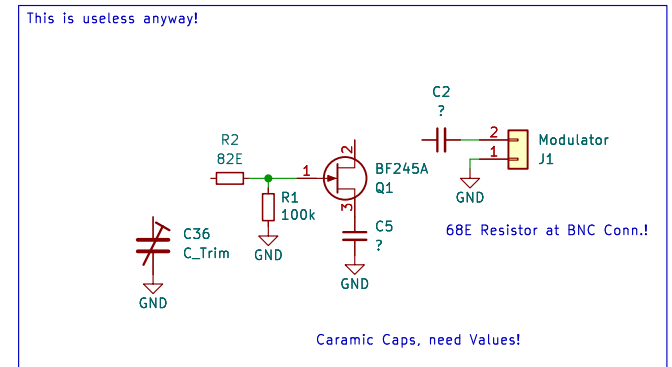 This is useless anyway!
C2
?
R2
82E
2
1
Modulator
J1
1
2
BF245A
Q1
3
GND
R1
100k
GND
C5
?
GND
68E Resistor at BNC Conn.!
C36
C_Trim
GND
Caramic Caps, need Values!